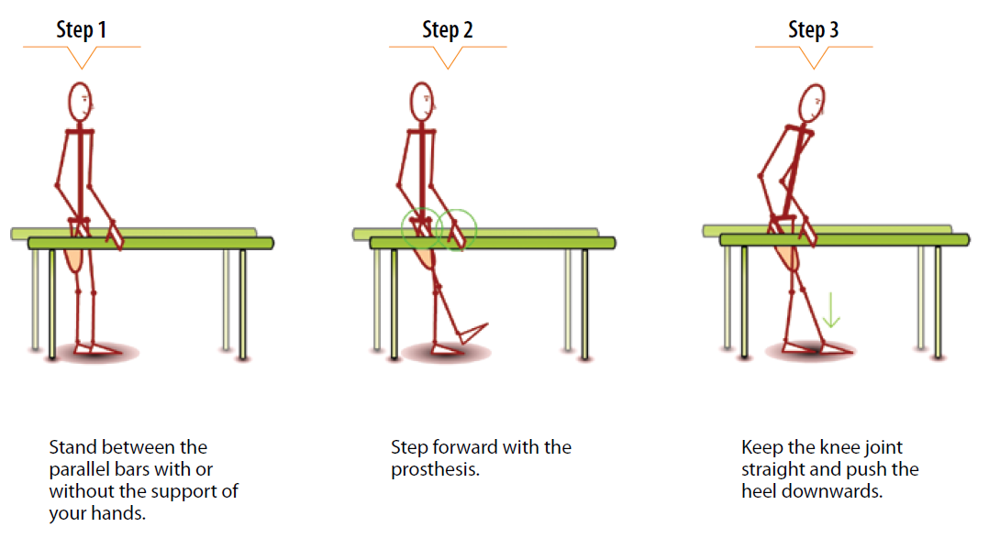 Step 1
Step 2
Step 3
Stand between the
parallel bars with or
without the support of
your hands.
Step forward with the
prosthesis.
Keep the knee joint
straight and push the
heel downwards.